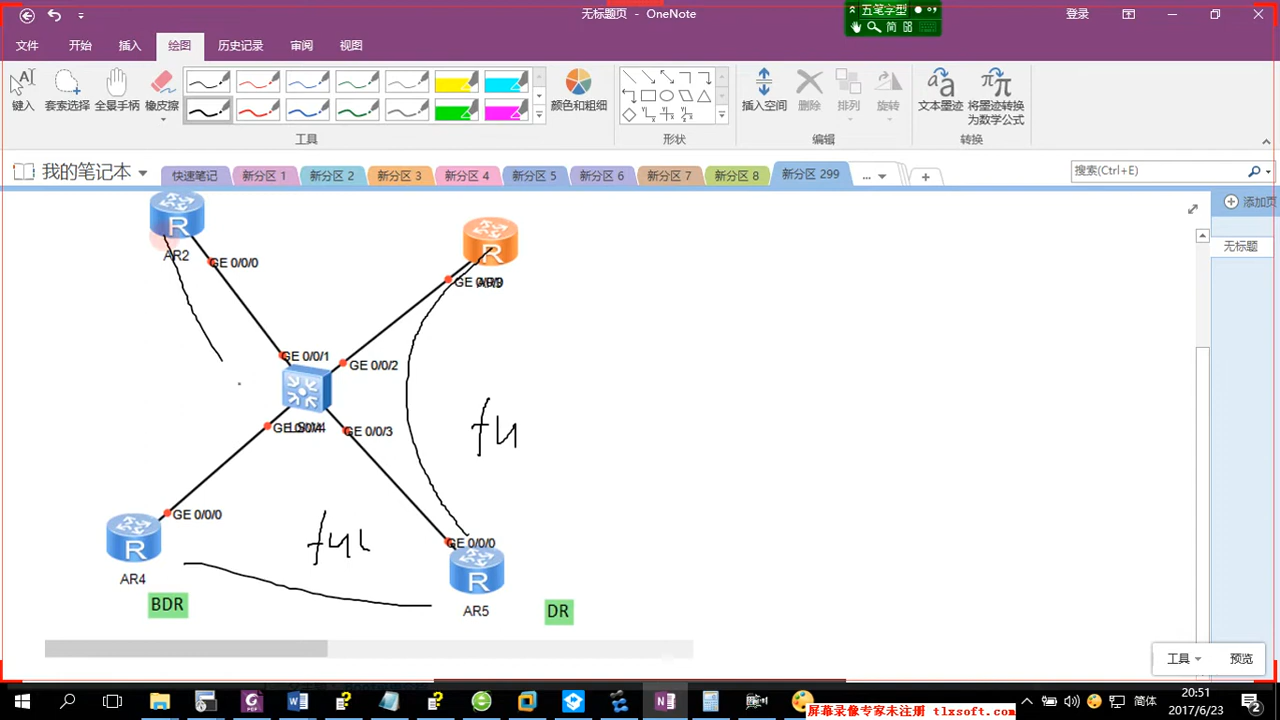 无标题页 - OneNote
五笔字型
简
登录
文件
开始
插入
绘图
历史记录
审阅
视图
键入
套索选择
全景手柄
橡皮擦
颜色和粗细
插入空间
删除
排列
旋转
文本墨迹
将墨迹转换
为数学公式
工具
形状
编辑
转换
我的笔记本
快速笔记
新分区 1
新分区 2
新分区 3
新分区 4
新分区 5
新分区 6
新分区 7
新分区 8
新分区 299
...
搜索(Ctrl+E)
添加页
无标题
R
AR2
GE 0/0/0
R
GE 0/0/1
GE 0/0/2
GE 0/0/3
fu
GE 0/0/0
R
AR4
ful
GE 0/0/0
R
AR5
BDR
DR
工具
预览
简体
20:51
2017/6/23
2
屏幕录像专家未注册 tlxsoft.com